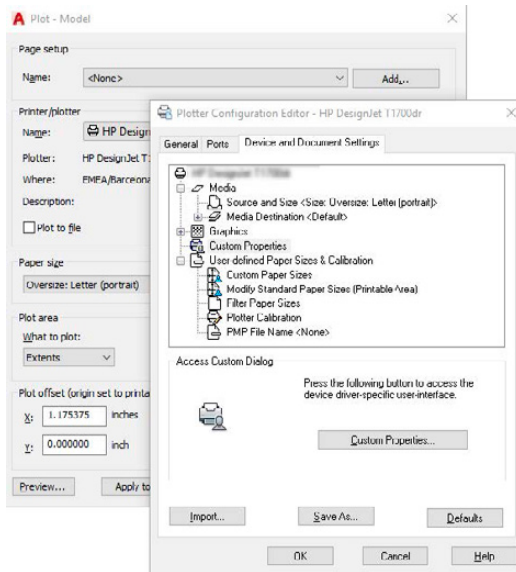 Plot - Model
Page setup
Name:
<None>
Add...
Printer/plotter
Name:
HP Design
Plotter:
HP DesignJet T1
Where:
EMEA/Barcelona
Description:
Plot to file
Paper size
Oversize: Letter (portrait)
Plot area
What to plot:
Extents
Plot offset (origin set to printa
X:
1.175375
inches
Y:
0.000000
inch
Preview...
Apply to
Plotter Configuration Editor - HP DesignJet T1700dr
General
Ports
Device and Document Settings
Media
Source and Size <Size: Oversize: Letter (portrait)>
Media Destination <Default>
Graphics
Custom Properties
User defined Paper Sizes & Calibration
Custom Paper Sizes
Modify Standard Paper Sizes (Printable Area)
Filter Paper Sizes
Plotter Calibration
PMP File Name <None>
Access Custom Dialog
Press the following button to access the
device driver-specific user-interface.
Custom Properties...
Import...
Save As...
Defaults
OK
Cancel
Help